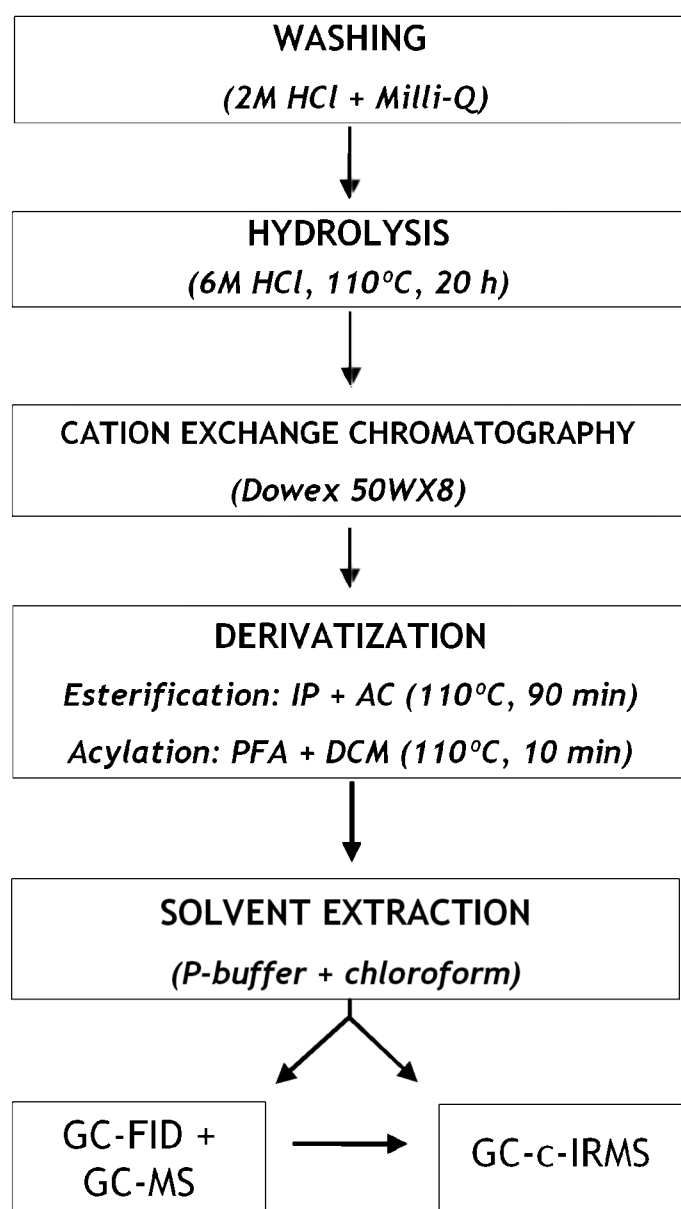 WASHING
(2M HCl + Milli-Q)
HYDROLYSIS
(6M HCl, 110ºC, 20 h)
CATION EXCHANGE CHROMATOGRAPHY
(Dowex 50WX8)
DERIVATIZATION
Esterification: IP + AC (110ºC, 90 min)
Acylation: PFA + DCM (110ºC, 10 min)
SOLVENT EXTRACTION
(P-buffer + chloroform)
GC-FID +
GC-MS
GC-c-IRMS